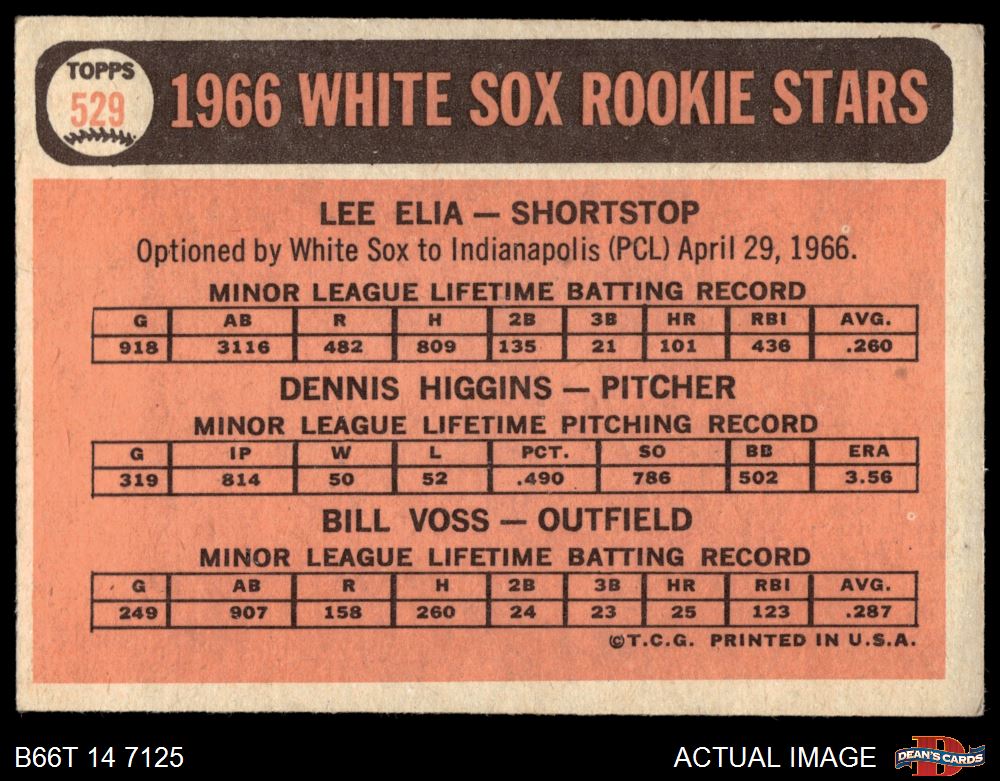 TOPPS
529
1966 WHITE SOX ROOKIE STARS
LEE ELIA — SHORTSTOP
Optioned by White Sox to Indianapolis (PCL) April 29, 1966.
MINOR LEAGUE LIFETIME BATTING RECORD
G AB R H 2B 3B HR RBI AVG.
918 3116 482 809 135 21 101 436 .260
DENNIS HIGGINS — PITCHER
MINOR LEAGUE LIFETIME PITCHING RECORD
G IP W L PCT. SO BB ERA
319 814 50 52 .490 786 502 3.56
BILL VOSS — OUTFIELD
MINOR LEAGUE LIFETIME BATTING RECORD
G AB R H 2B 3B HR RBI AVG.
249 907 158 260 24 23 25 123 .287
©T.C.G. PRINTED IN U.S.A.
B66T 14 7125
ACTUAL IMAGE
D
DEAN'S CARDS